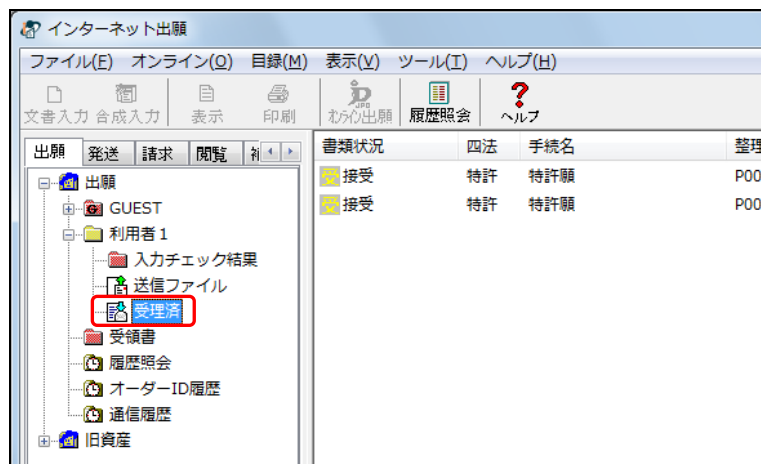 インターネット出願
ファイル(F) オンライン(O) 目録(M) 表示(V) ツール(T) ヘルプ(H)
文書入力 合成入力 表示 印刷 オンライン出願 履歴照会 ヘルプ
出願 発送 請求 閲覧
書類状況 四法 手続名 整理
受 接受 特許 特許願 P00
受 接受 特許 特許願 P00
出願
GUEST
利用者1
入力チェック結果
送信ファイル
受理済
受領書
履歴照会
オーダーID履歴
通信履歴
旧資産